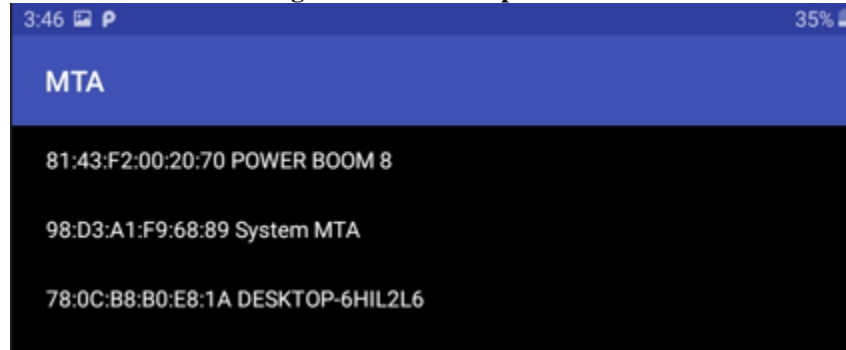 3:46 P 35%
MTA
81:43:F2:00:20:70 POWER BOOM 8
98:D3:A1:F9:68:89 System MTA
78:0C:B8:B0:E8:1A DESKTOP-6HIL2L6